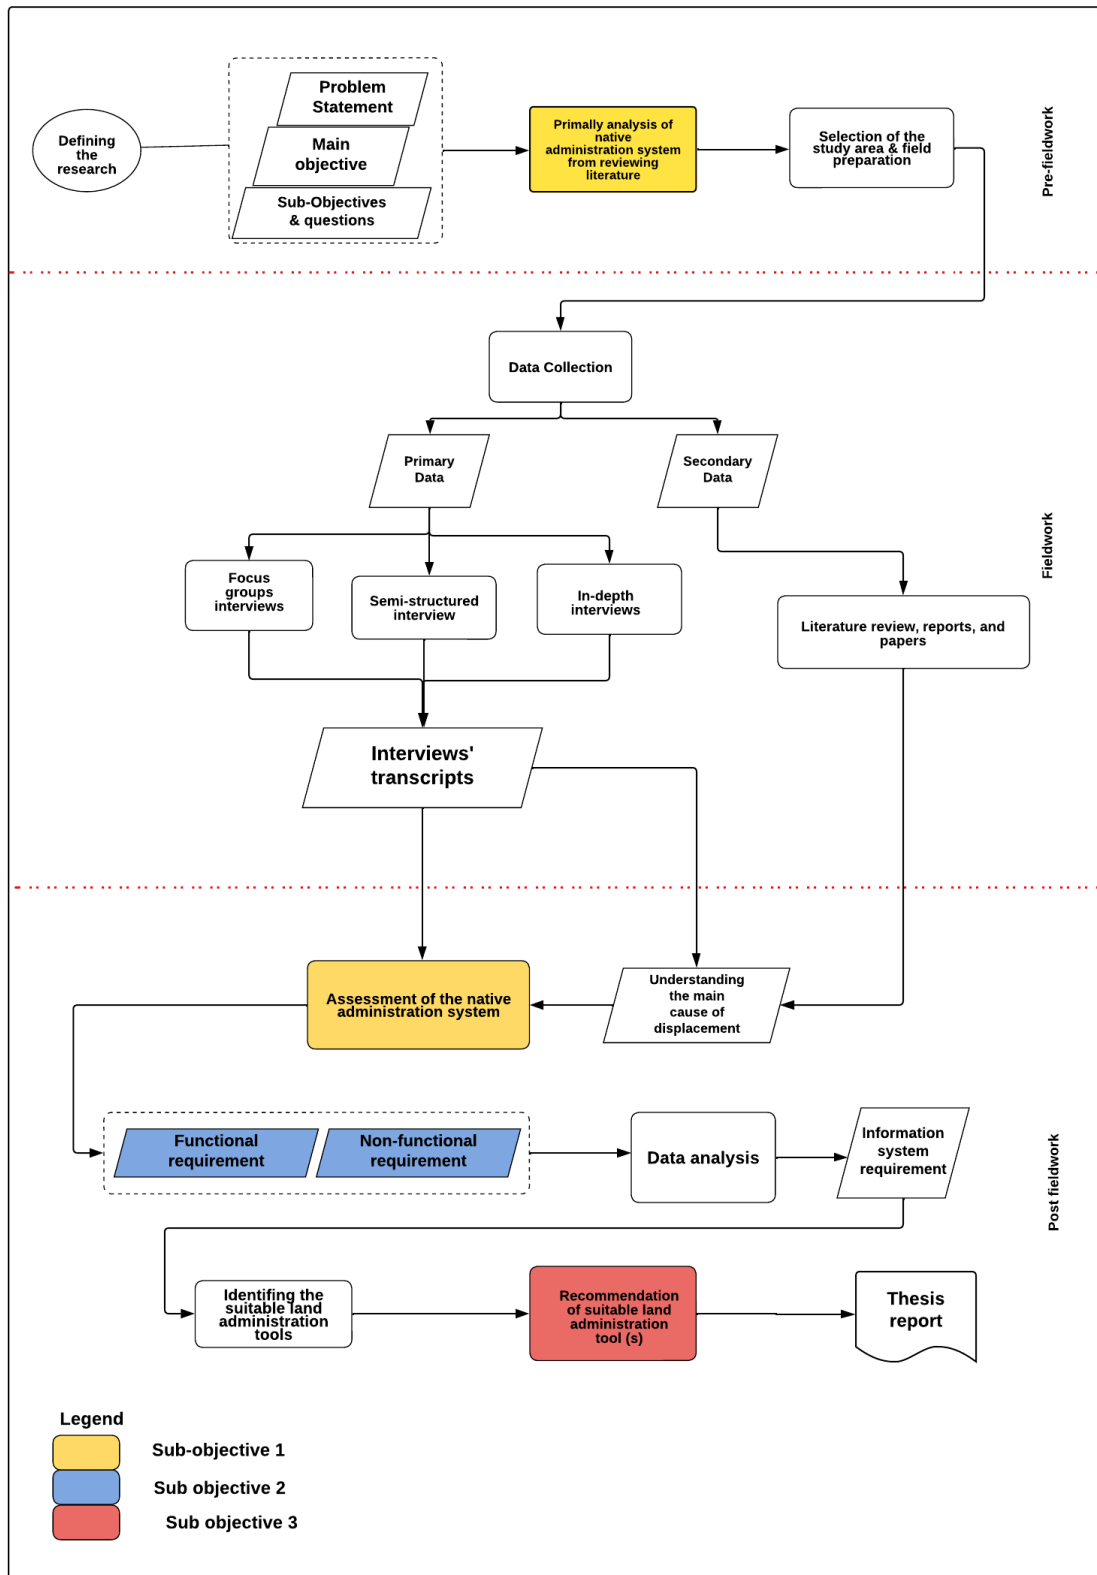 Problem
Statement
Defining
the
research
Main
objective
Sub-Objectives
& questions
Primally analysis of
native
administration system
from reviewing
literature
Selection of the
study area & field
preparation
Pre-fieldwork
Data Collection
Primary
Data
Secondary
Data
Fieldwork
Focus
groups
interviews
Semi-structured
interview
In-depth
interviews
Literature review, reports, and
papers
Interviews'
transcripts
Assessment of the native
administration system
Understanding
the main
cause of
displacement
Functional
requirement
Non-functional
requirement
Data analysis
Information
system
requirement
Post fieldwork
Identifing the
suitable land
administration
tools
Recommendation
of suitable land
administration
tool (s)
Thesis
report
Legend
Sub-objective 1
Sub objective 2
Sub objective 3